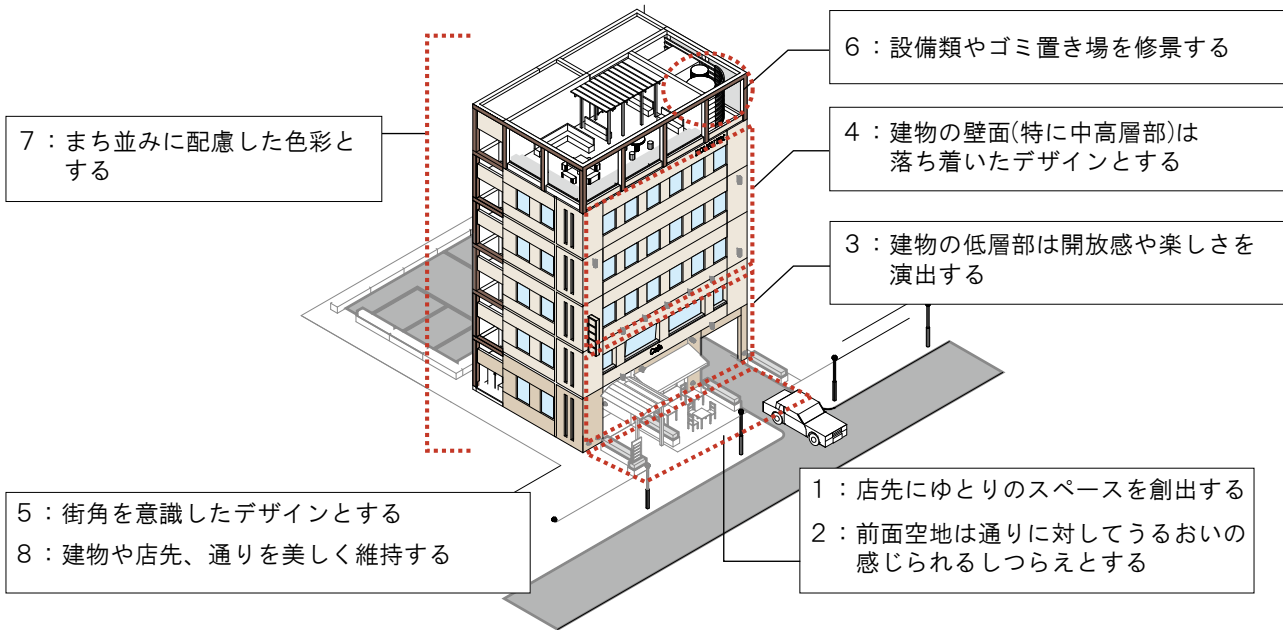 6：設備類やゴミ置き場を修景する
7：まち並みに配慮した色彩と
する
4：建物の壁面(特に中高層部)は
落ち着いたデザインとする
3：建物の低層部は開放感や楽しさを
演出する
5：街角を意識したデザインとする
8：建物や店先、通りを美しく維持する
1：店先にゆとりのスペースを創出する
2：前面空地は通りに対してうるおいの
感じられるしつらえとする